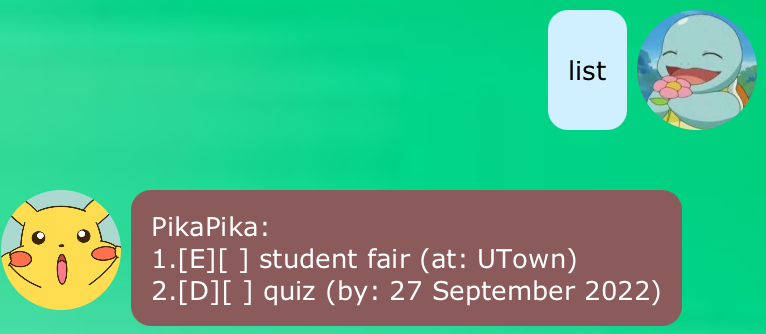 list
PikaPika:
1.[E][ ] student fair (at: UTown)
2.[D][ ] quiz (by: 27 September 2022)